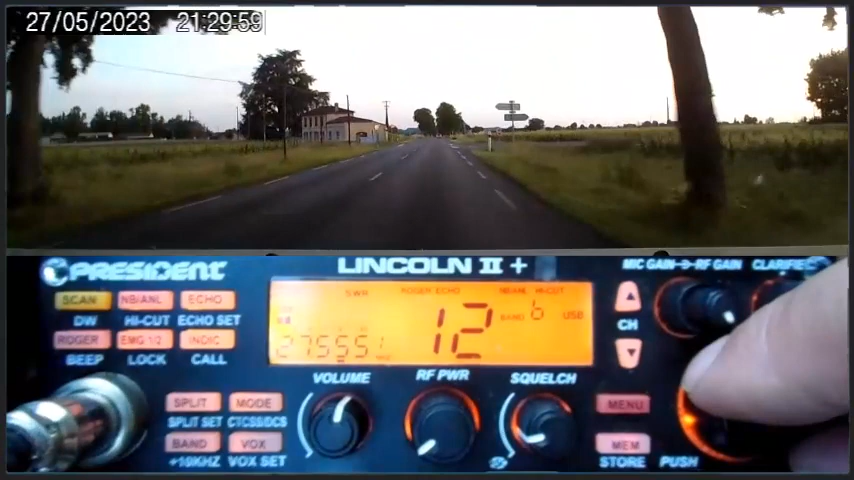 27/05/2023 21:29:59
PRESIDENT LINCOLN II + MIC GAIN RF GAIN CLARIFIE
SCAN NB/ANL ECHO
DW HI-CUT ECHO SET
ROGER EMG 1/2 INDIC
BEEP LOCK CALL
SWR ROGER ECHO NB/ANL HI-CUT
12 BAND 6 USB
27555
CH
VOLUME RF PWR SQUELCH
SPLIT MODE MENU
SPLIT SET CTCSS/DCS
BAND VOX MEM
+10KHZ VOX SET STORE PUSH